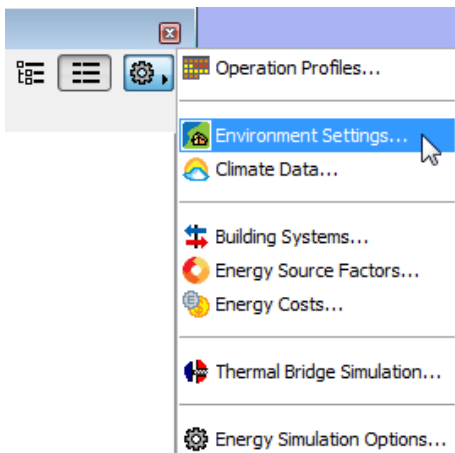 Operation Profiles...
Environment Settings...
Climate Data...
Building Systems...
Energy Source Factors...
Energy Costs...
Thermal Bridge Simulation...
Energy Simulation Options...